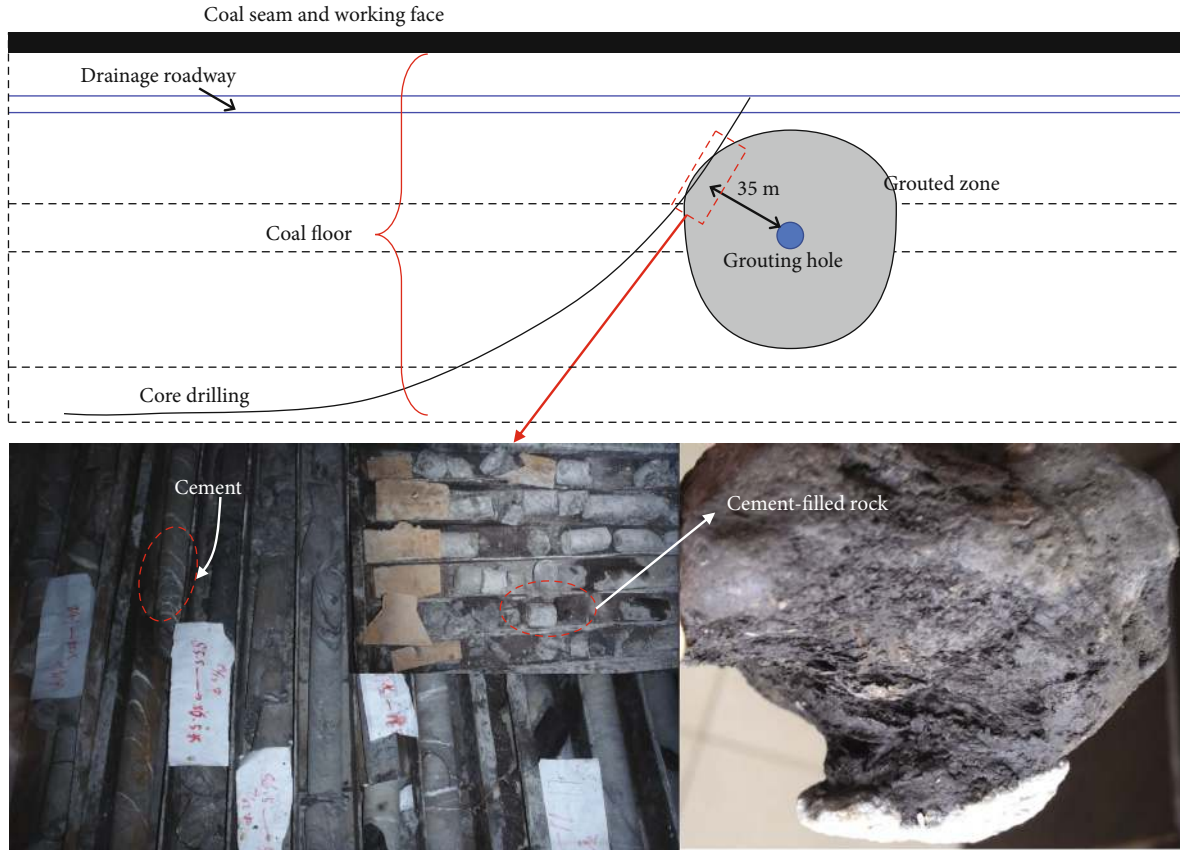 Coal seam and working face
Drainage roadway
35 m
Grouted zone
Coal floor
Grouting hole
Core drilling
Cement
Cement-filled rock